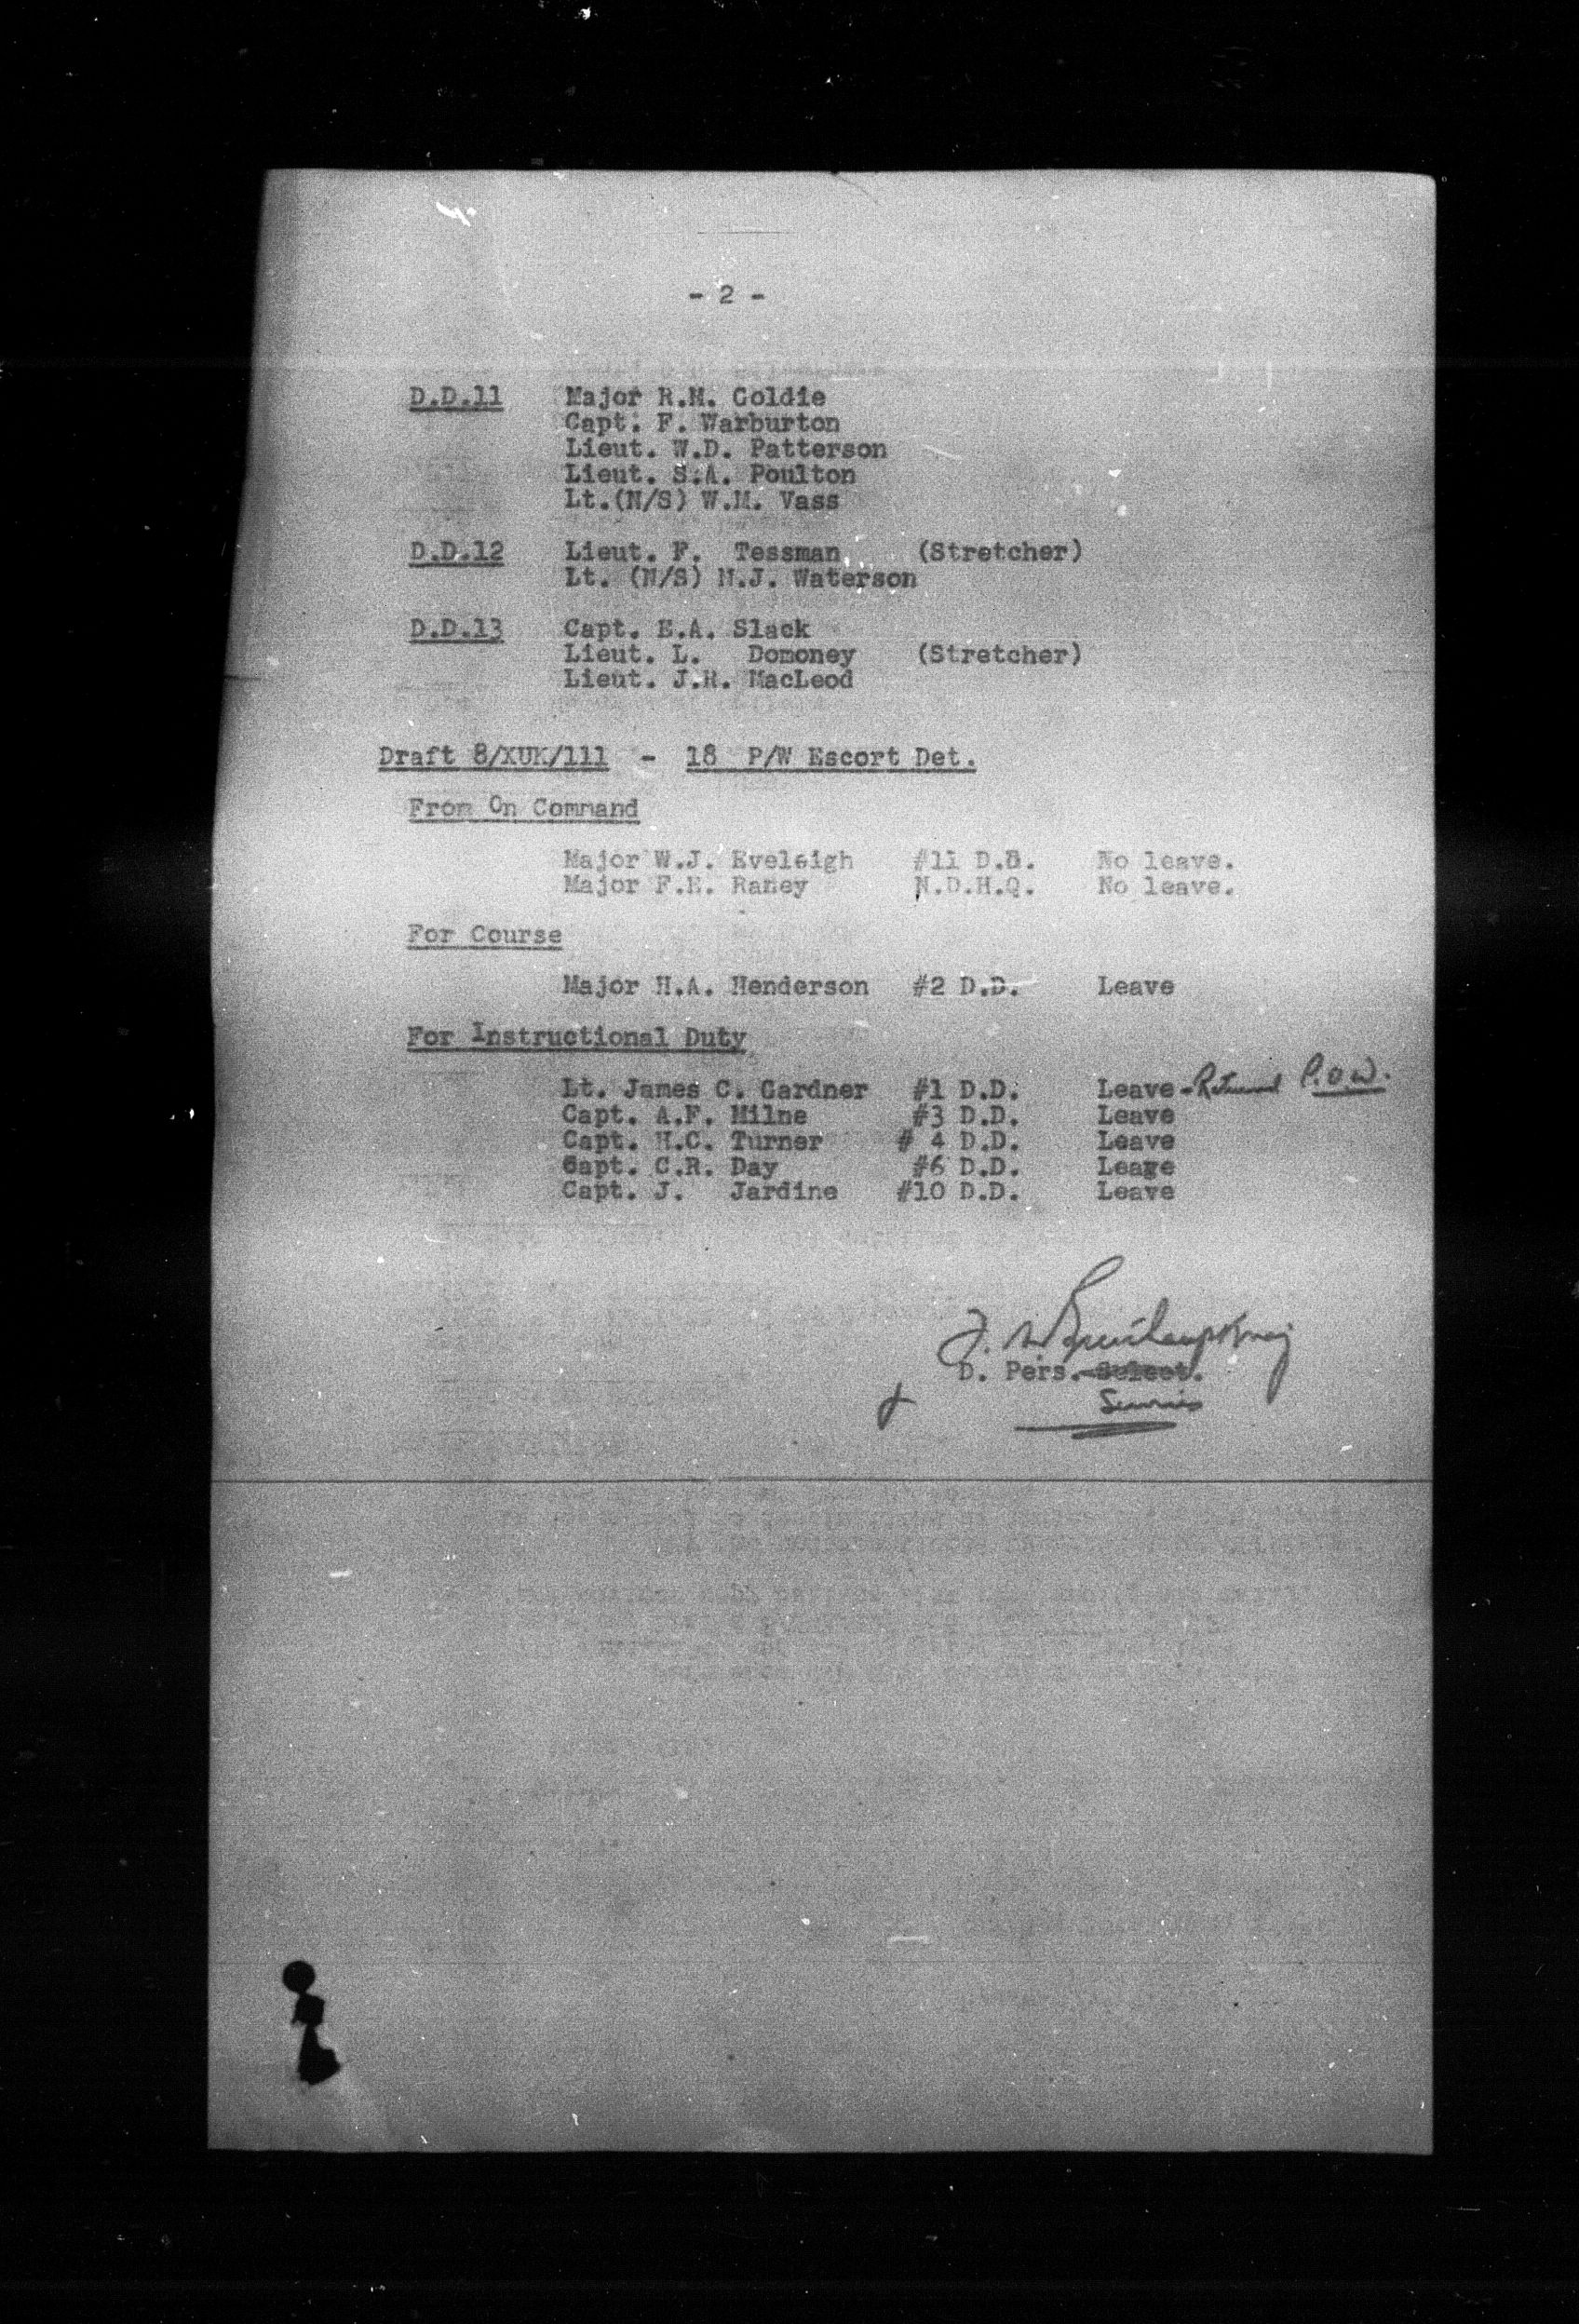 - 2 -
D.D.11 Major R.M. Goldie
Capt. F. Warburton
Lieut. W.D. Patterson
Lieut. S.A. Poulton
Lt.(N/S) W.M. Vass
D.D.12 Lieut. F. Tessman (Stretcher)
Lt. (N/S) M.J. Waterson
D.D.13 Capt. E.A. Slack
Lieut. L. Domoney (Stretcher)
Lieut. J.R. MacLeod
Draft 8/XUK/111 - 18 P/W Escort Det.
From On Command
Major W.J. Eveleigh #11 D.D. No leave.
Major F.E. Raney N.D.H.Q. No leave.
For Course
Major H.A. Henderson #2 D.D. Leave
For Instructional Duty
Lt. James C. Gardner #1 D.D. Leave - Returned P.O.W.
Capt. A.F. Milne #3 D.D. Leave
Capt. H.C. Turner # 4 D.D. Leave
Capt. C.R. Day #6 D.D. Leage
Capt. J. Jardine #10 D.D. Leave
D. Pers. Select.